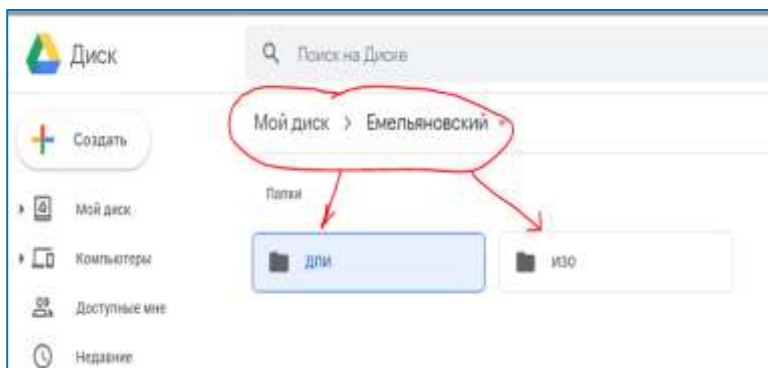 Диск
Поиск на Диске
Мой диск > Емельяновский
Создать
Папки
Мой диск
ДПИ
ИЗО
Компьютеры
Доступные мне
Недавние